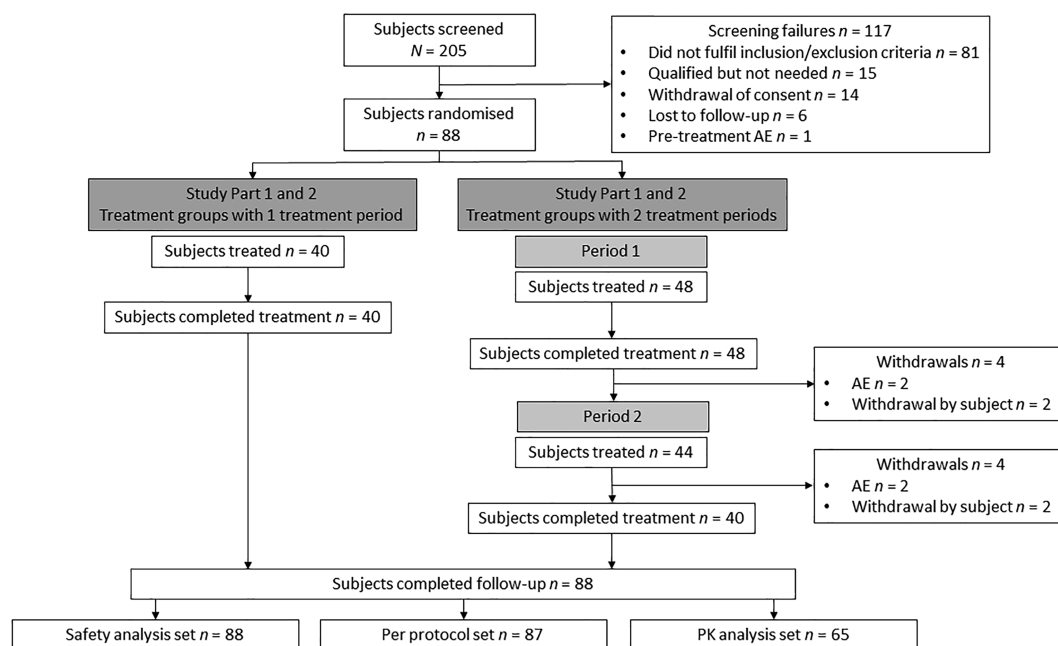 Subjects screened
N = 205
Screening failures n = 117
• Did not fulfil inclusion/exclusion criteria n = 81
• Qualified but not needed n = 15
• Withdrawal of consent n = 14
• Lost to follow-up n = 6
• Pre-treatment AE n = 1
Subjects randomised
n = 88
Study Part 1 and 2
Treatment groups with 1 treatment period
Subjects treated n = 40
Subjects completed treatment n = 40
Study Part 1 and 2
Treatment groups with 2 treatment periods
Period 1
Subjects treated n = 48
Subjects completed treatment n = 48
Withdrawals n = 4
• AE n = 2
• Withdrawal by subject n = 2
Period 2
Subjects treated n = 44
Withdrawals n = 4
• AE n = 2
• Withdrawal by subject n = 2
Subjects completed treatment n = 40
Subjects completed follow-up n = 88
Safety analysis set n = 88
Per protocol set n = 87
PK analysis set n = 65